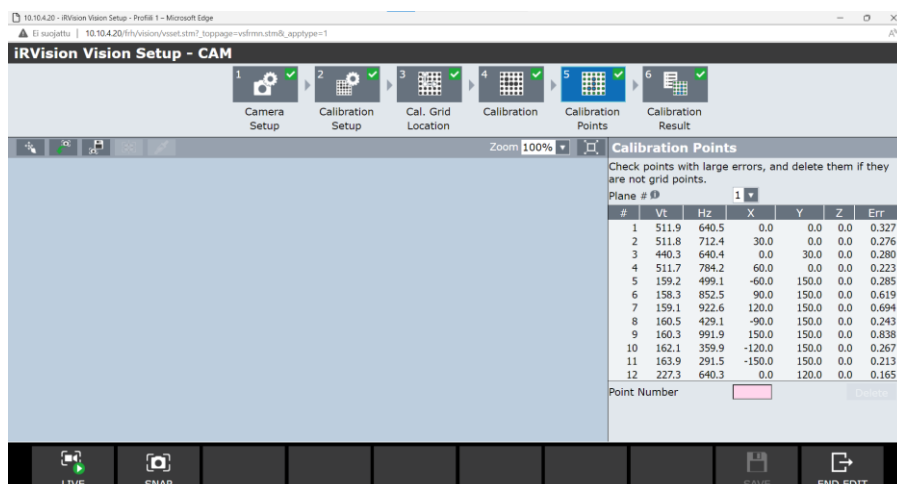 10.10.4.20 - iRVision Vision Setup - Profiili 1 – Microsoft Edge
Ei suojattu | 10.10.4.20/frh/vision/vsset.stm?_toppage=vsfrmn.stm&_apptype=1
iRVision Vision Setup - CAM
1 2 3 4 5 6
Camera Setup
Calibration Setup
Cal. Grid Location
Calibration
Calibration Points
Calibration Result
Zoom 100%
Calibration Points
Check points with large errors, and delete them if they
are not grid points.
Plane # 1
# Vt Hz X Y Z Err
1 511.9 640.5 0.0 0.0 0.0 0.327
2 511.8 712.4 30.0 0.0 0.0 0.276
3 440.3 640.4 0.0 30.0 0.0 0.280
4 511.7 784.2 60.0 0.0 0.0 0.223
5 159.2 499.1 -60.0 150.0 0.0 0.285
6 158.3 852.5 90.0 150.0 0.0 0.619
7 159.1 922.6 120.0 150.0 0.0 0.694
8 160.5 429.1 -90.0 150.0 0.0 0.243
9 160.3 991.9 150.0 150.0 0.0 0.838
10 162.1 359.9 -120.0 150.0 0.0 0.267
11 163.9 291.5 -150.0 150.0 0.0 0.213
12 227.3 640.3 0.0 120.0 0.0 0.165
Point Number
Delete
LIVE SNAP SAVE END EDIT